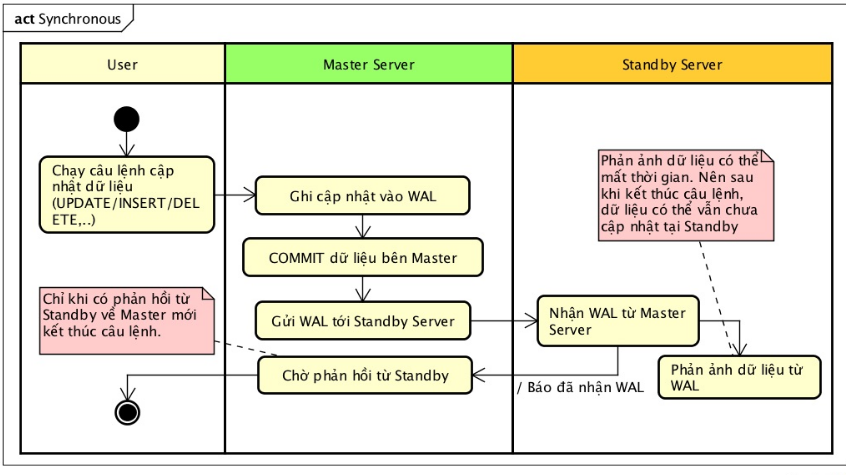 act Synchronous
User
Master Server
Standby Server
Chạy câu lệnh cập
nhật dữ liệu
(UPDATE/INSERT/DEL
ETE,..)
Ghi cập nhật vào WAL
Phản ảnh dữ liệu có thể
mất thời gian. Nên sau
khi kết thúc câu lệnh,
dữ liệu có thể vẫn chưa
cập nhật tại Standby
COMMIT dữ liệu bên Master
Chỉ khi có phản hồi từ
Standby về Master mới
kết thúc câu lệnh.
Gửi WAL tới Standby Server
Nhận WAL từ Master
Server
Chờ phản hồi từ Standby
/ Báo đã nhận WAL
Phản ảnh dữ liệu từ
WAL